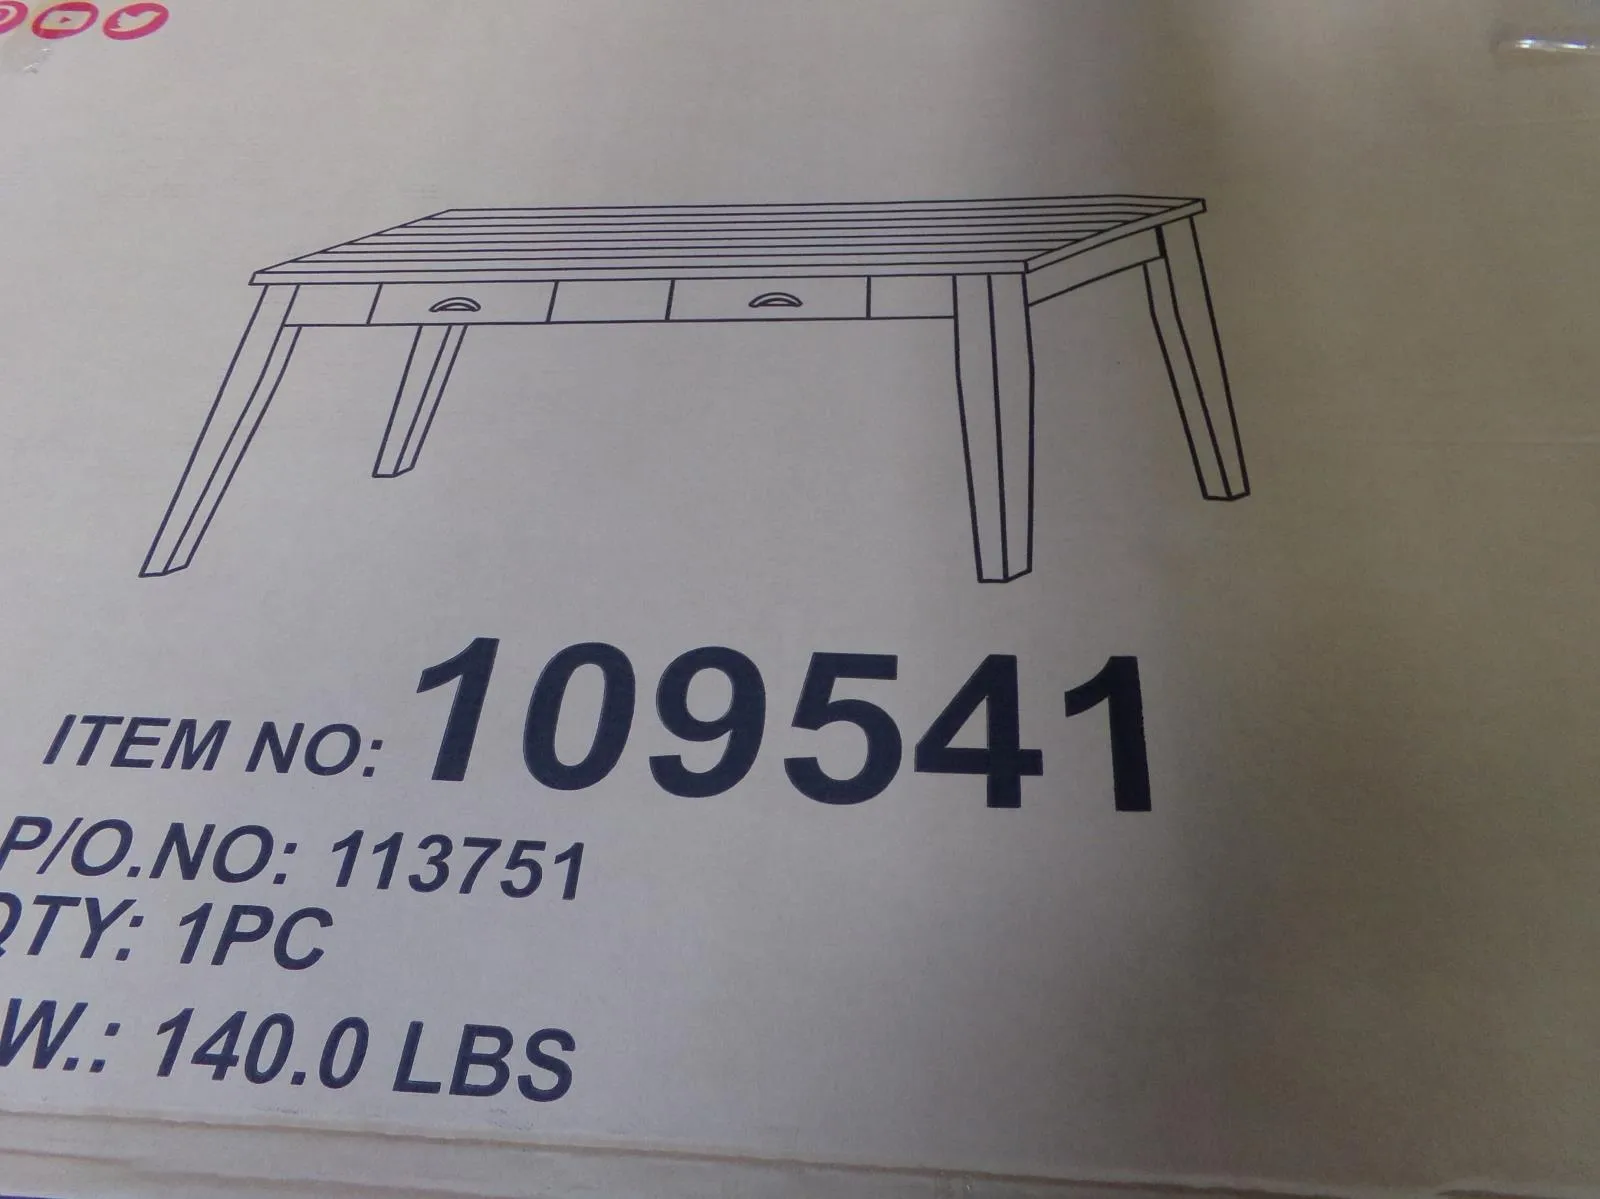 ITEM NO: 109541
P/O.NO: 113751
QTY: 1PC
W.: 140.0 LBS